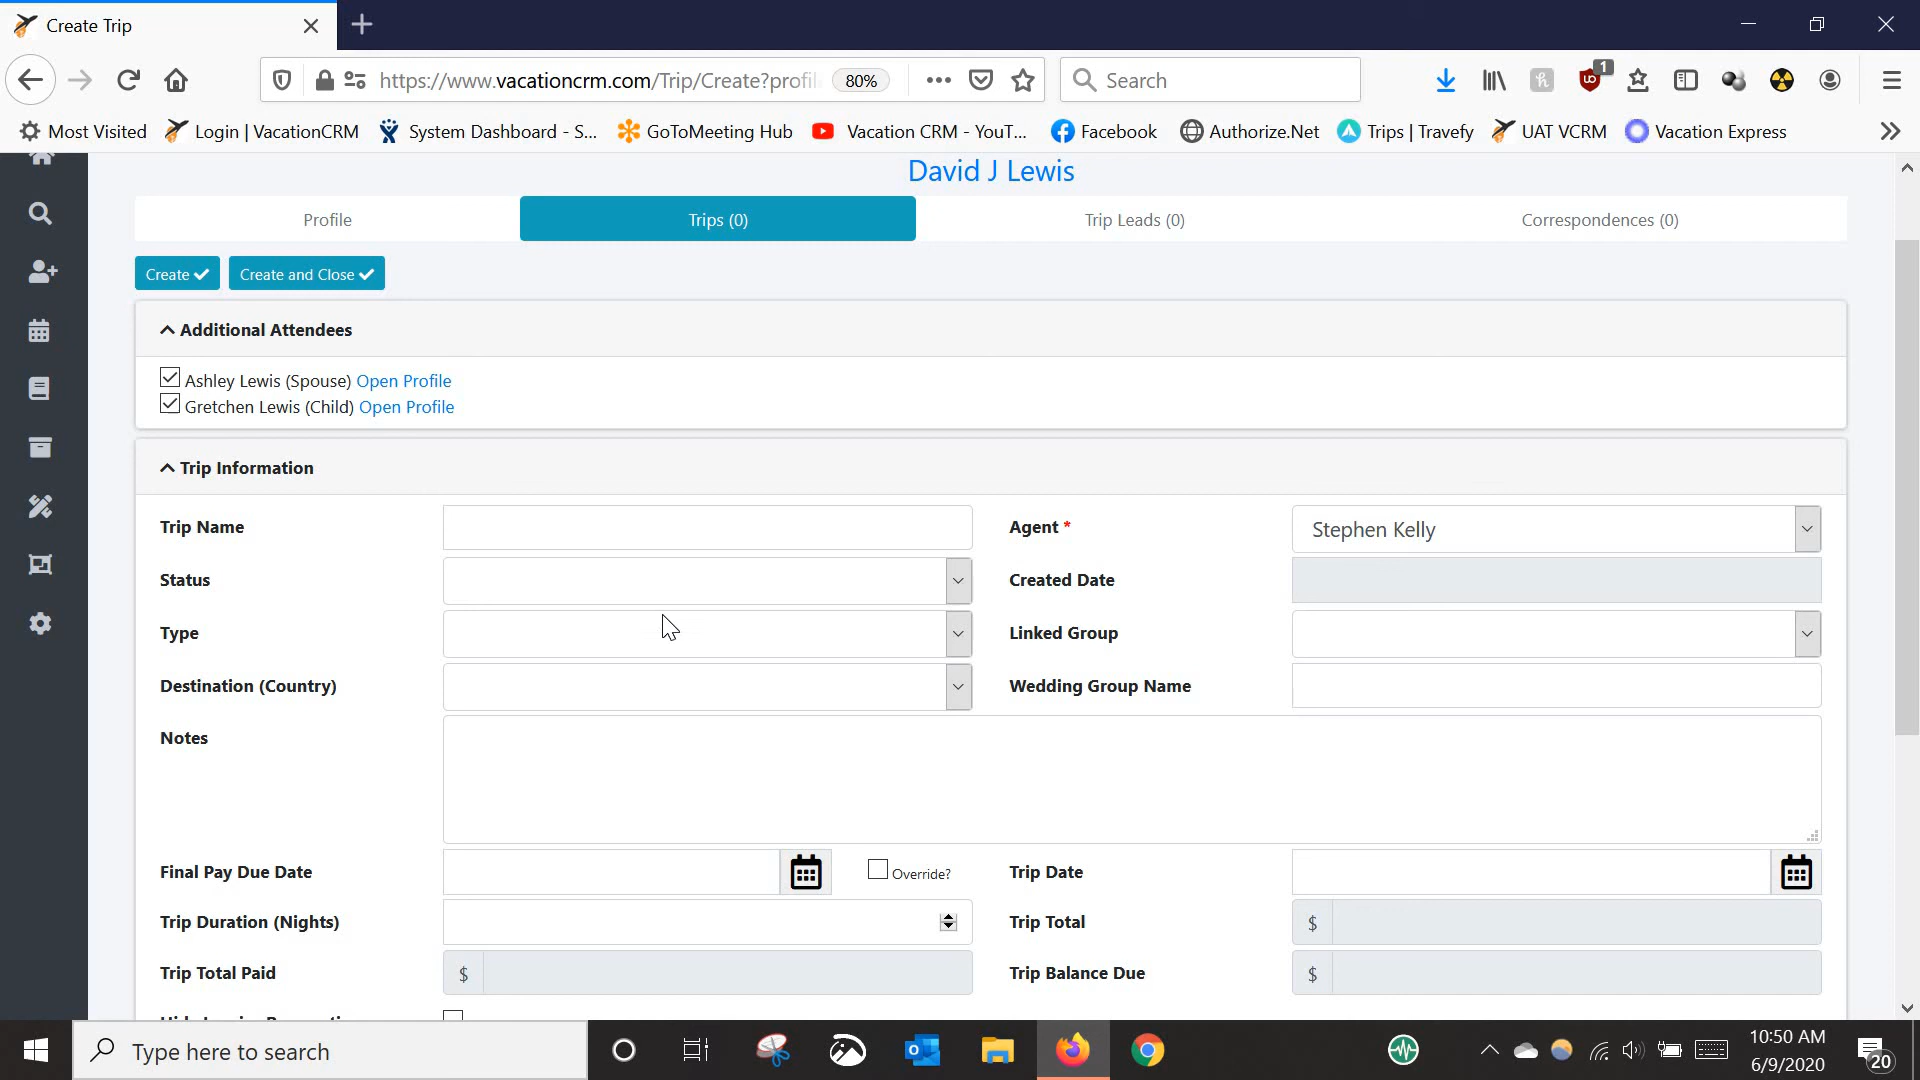 Create Trip
https://www.vacationcrm.com/Trip/Create?profil
80%
Search
1
Most Visited
Login | VacationCRM
System Dashboard - S...
GoToMeeting Hub
Vacation CRM - YouT...
Facebook
Authorize.Net
Trips | Travefy
UAT VCRM
Vacation Express
David J Lewis
Profile
Trips (0)
Trip Leads (0)
Correspondences (0)
Create
Create and Close
Additional Attendees
Ashley Lewis (Spouse) Open Profile
Gretchen Lewis (Child) Open Profile
Trip Information
Trip Name
Agent *
Stephen Kelly
Status
Created Date
Type
Linked Group
Destination (Country)
Wedding Group Name
Notes
Final Pay Due Date
Override?
Trip Date
Trip Duration (Nights)
Trip Total
$
Trip Total Paid
$
Trip Balance Due
$
Type here to search
10:50 AM
6/9/2020
20